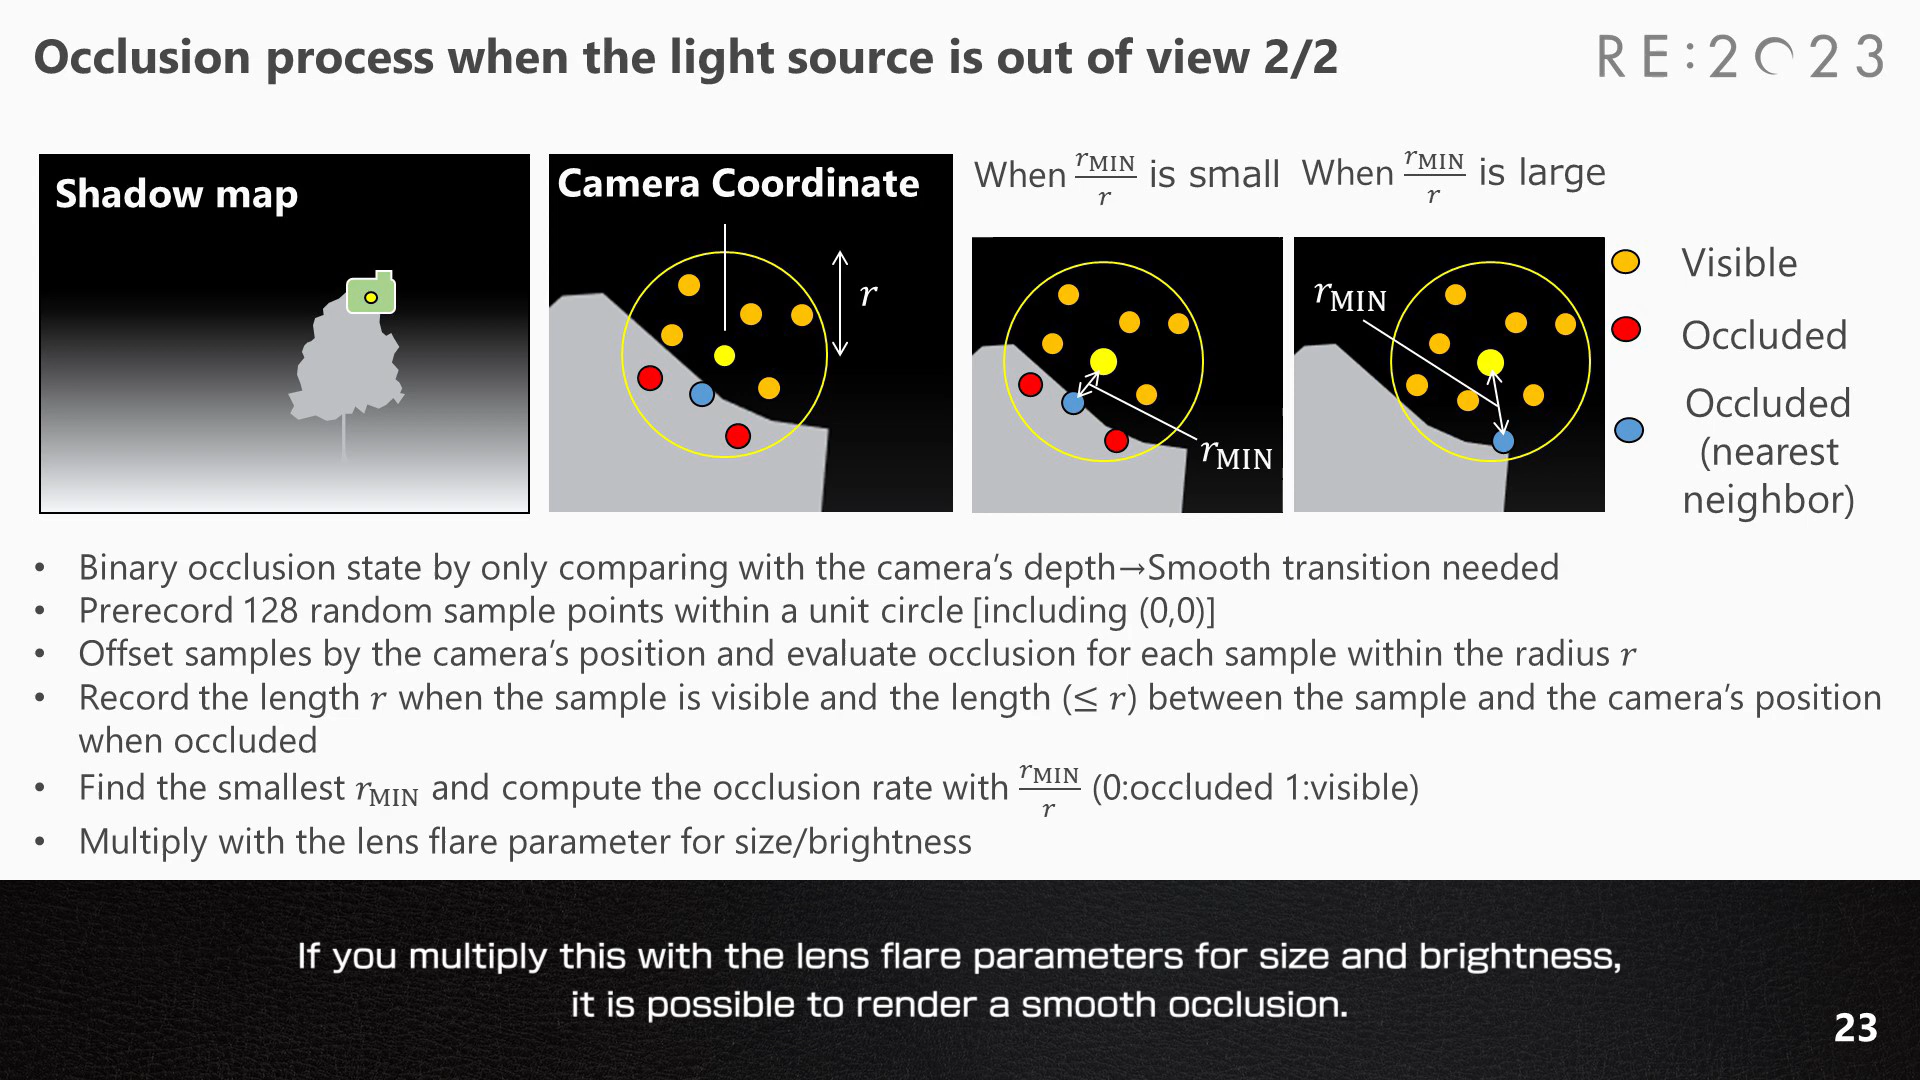 Occlusion process when the light source is out of view 2/2
RE:2023
Shadow map
Camera Coordinate
r
When r_MIN/r is small
r_MIN
When r_MIN/r is large
r_MIN
Visible
Occluded
Occluded
(nearest
neighbor)
• Binary occlusion state by only comparing with the camera’s depth→Smooth transition needed
• Prerecord 128 random sample points within a unit circle [including (0,0)]
• Offset samples by the camera’s position and evaluate occlusion for each sample within the radius r
• Record the length r when the sample is visible and the length (≤ r) between the sample and the camera’s position
when occluded
• Find the smallest r_MIN and compute the occlusion rate with r_MIN/r (0:occluded 1:visible)
• Multiply with the lens flare parameter for size/brightness
If you multiply this with the lens flare parameters for size and brightness,
it is possible to render a smooth occlusion.
23